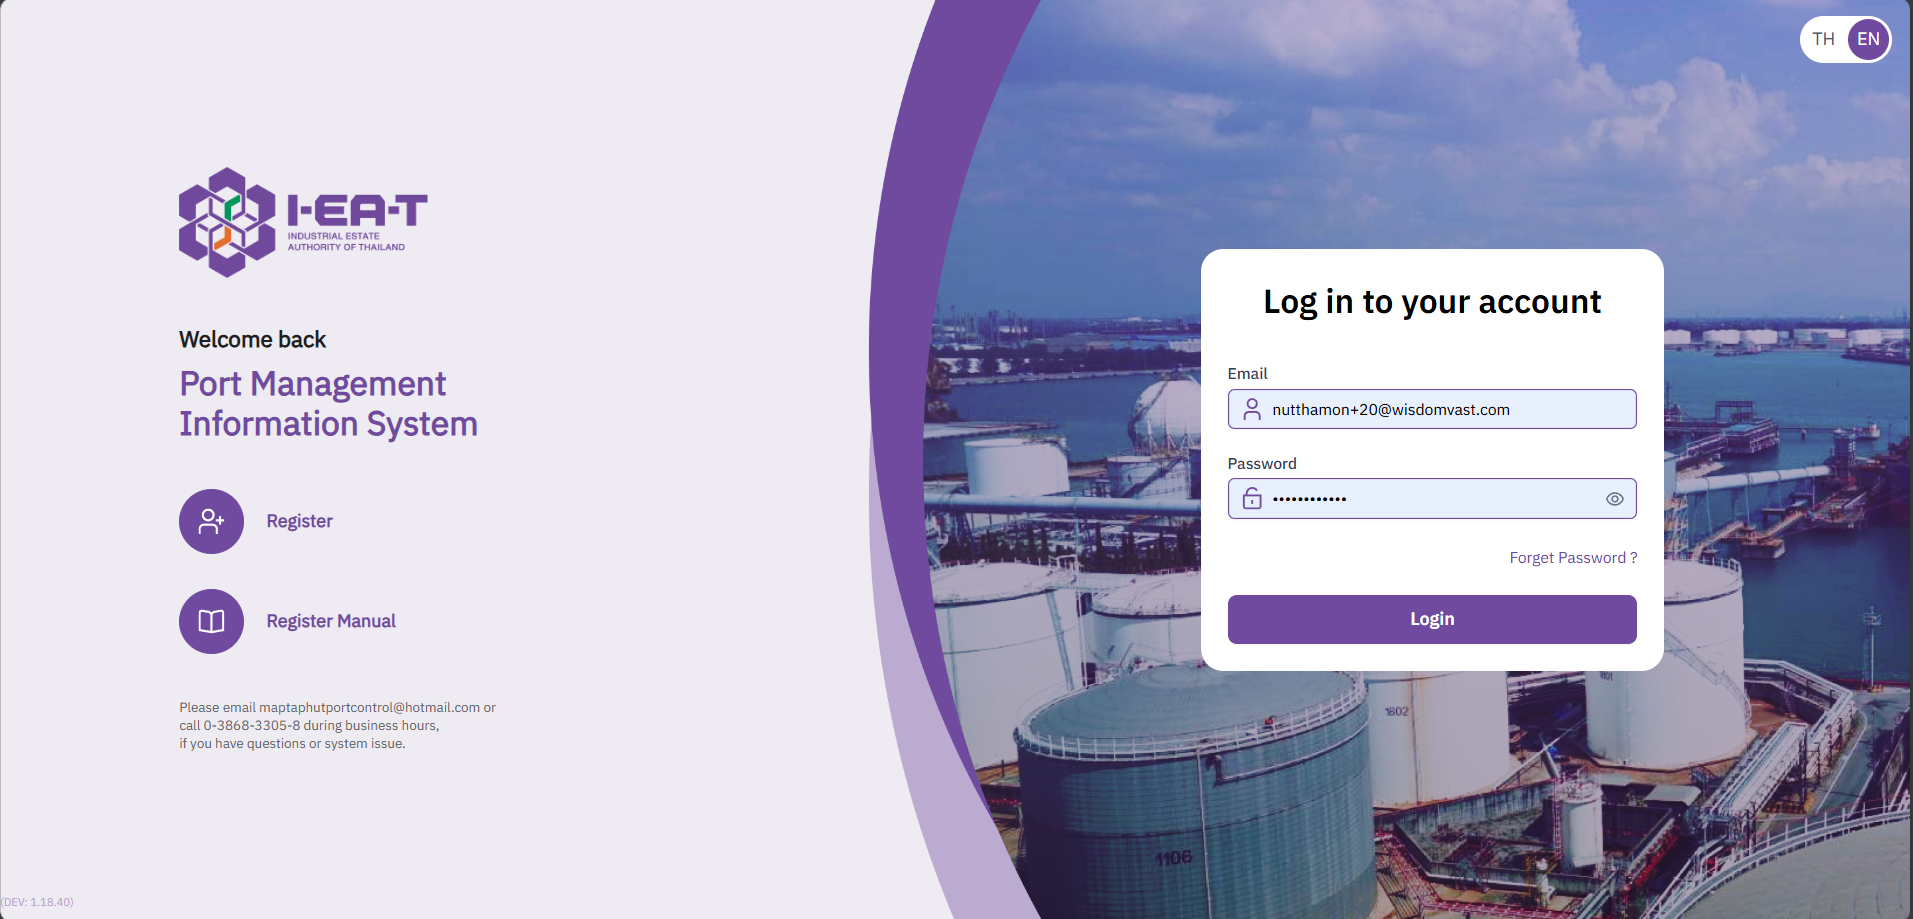 TH EN
I-EA-T
INDUSTRIAL ESTATE
AUTHORITY OF THAILAND
Welcome back
Port Management
Information System
Register
Register Manual
Please email maptaphutportcontrol@hotmail.com or
call 0-3868-3305-8 during business hours,
if you have questions or system issue.
(DEV: 1.18.40)
Log in to your account
Email
nutthamon+20@wisdomvast.com
Password
••••••••••••
Forget Password ?
Login
1801
1802
1106